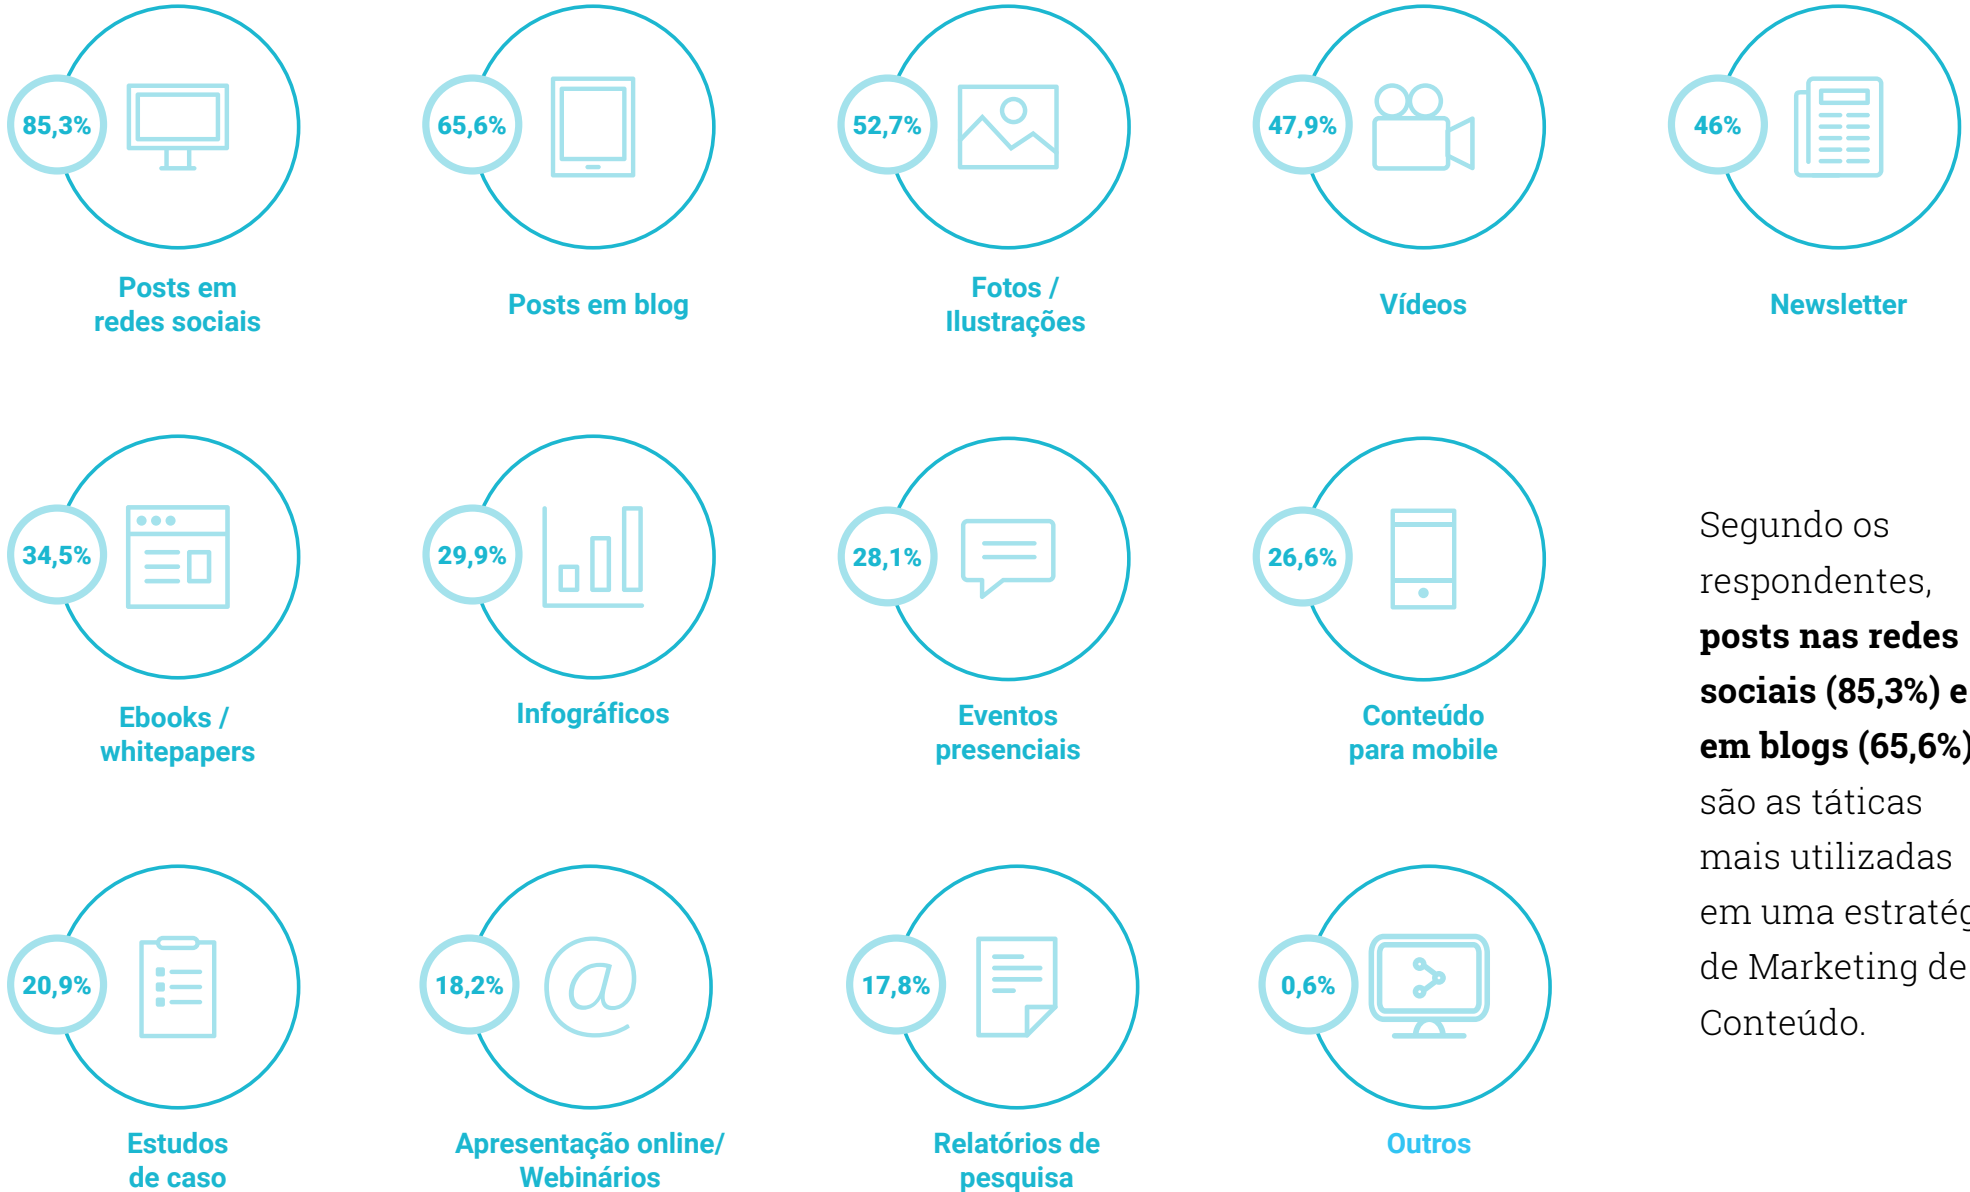 85,3%
Posts em
redes sociais
65,6%
Posts em blog
52,7%
Fotos /
Ilustrações
47,9%
Vídeos
46%
Newsletter
34,5%
Ebooks /
whitepapers
29,9%
Infográficos
28,1%
Eventos
presenciais
26,6%
Conteúdo
para mobile
20,9%
Estudos
de caso
18,2%
@
Apresentação online/
Webinários
17,8%
Relatórios de
pesquisa
0,6%
Outros
Segundo os
respondentes,
posts nas redes
sociais (85,3%) e
em blogs (65,6%)
são as táticas
mais utilizadas
em uma
de Marketing de
Conteúdo.